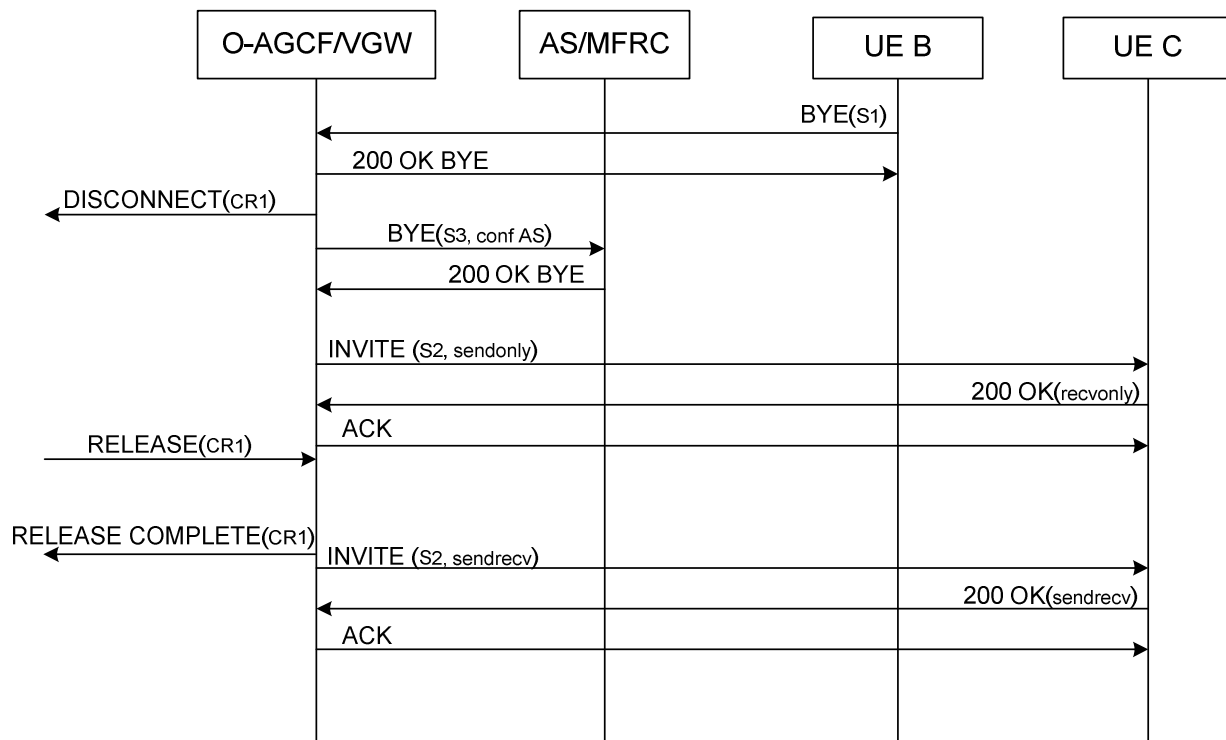 O-AGCF/VGW
AS/MFRC
UE B
UE C
BYE(S1)
200 OK BYE
DISCONNECT(CR1)
BYE(S3, conf AS)
200 OK BYE
INVITE (S2, sendonly)
200 OK(recvonly)
ACK
RELEASE(CR1)
RELEASE COMPLETE(CR1)
INVITE (S2, sendrecv)
200 OK(sendrecv)
ACK